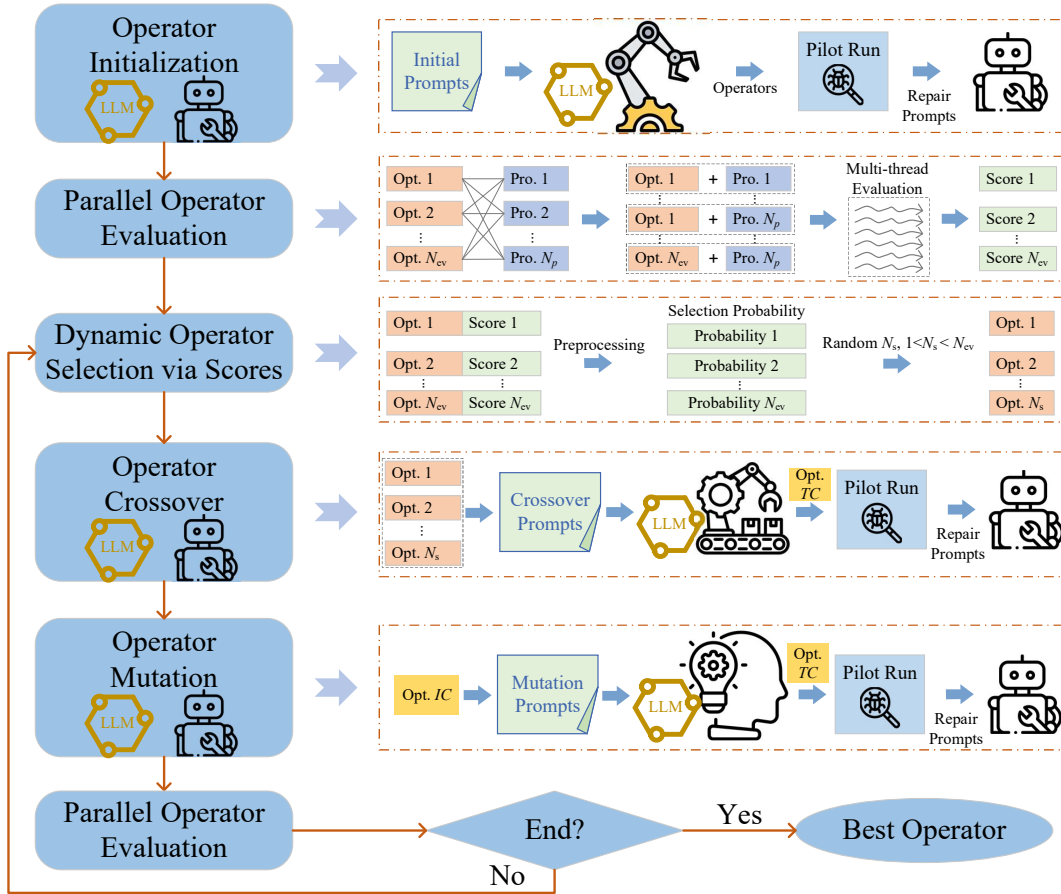 Operator
Initialization
LLM
Initial
Prompts
LLM
Operators
Pilot Run
Repair
Prompts
Parallel Operator
Evaluation
Opt. 1
Pro. 1
Opt. 2
Pro. 2
⋮
⋮
Opt. Nev
Pro. Np
Opt. 1 + Pro. 1
⋮
⋮
Opt. 1 + Pro. Np
⋮
⋮
Opt. Nev + Pro. Np
Multi-thread
Evaluation
Score 1
Score 2
⋮
Score Nev
Dynamic Operator
Selection via Scores
Opt. 1 Score 1
Opt. 2 Score 2
⋮
⋮
Opt. Nev Score Nev
Preprocessing
Selection Probability
Probability 1
Probability 2
⋮
Probability Nev
Random Ns, 1<Ns< Nev
Opt. 1
Opt. 2
⋮
Opt. Ns
Operator
Crossover
LLM
Opt. 1
Opt. 2
⋮
Opt. Ns
Crossover
Prompts
LLM
Opt.
TC
Pilot Run
Repair
Prompts
Operator
Mutation
LLM
Opt. IC
Mutation
Prompts
LLM
Opt.
TC
Pilot Run
Repair
Prompts
Parallel Operator
Evaluation
End?
Yes
Best Operator
No